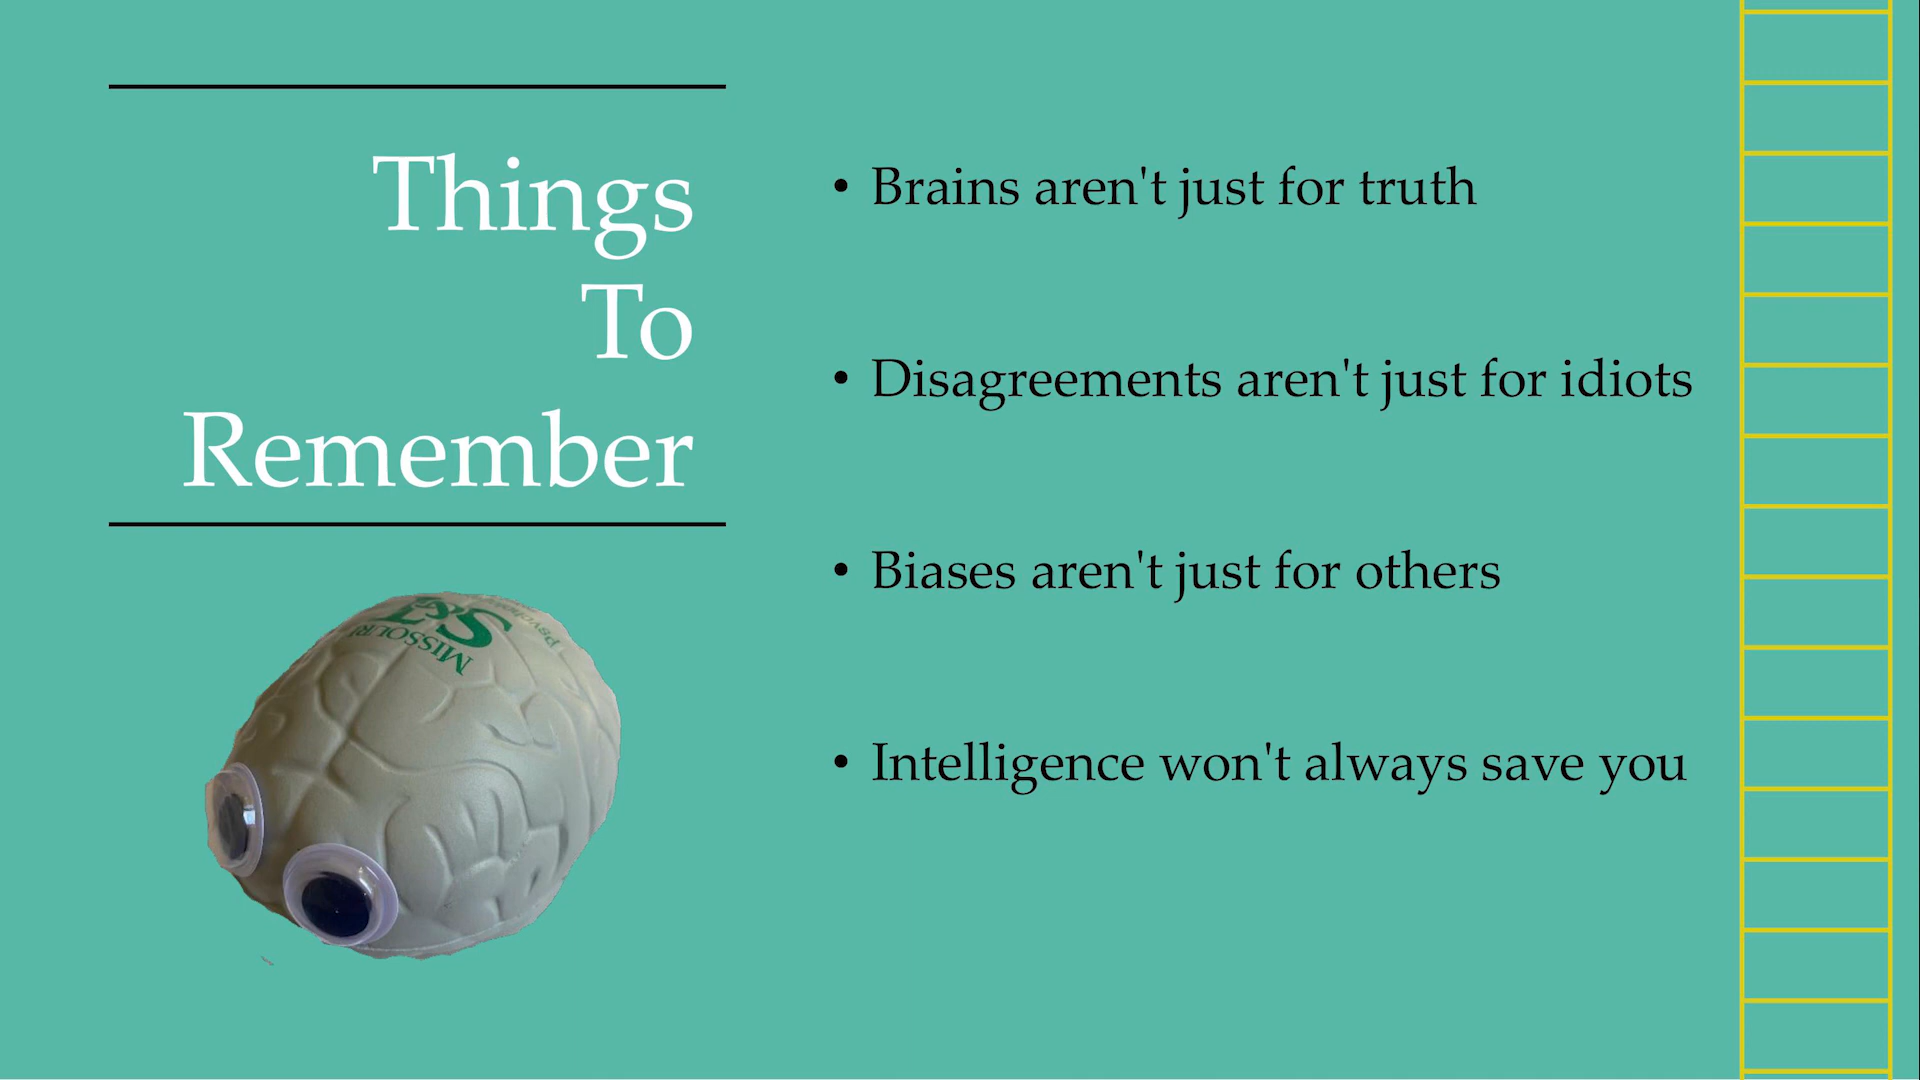 Things
To
Remember
• Brains aren't just for truth
• Disagreements aren't just for idiots
• Biases aren't just for others
• Intelligence won't always save you
MISSOURI
S&T